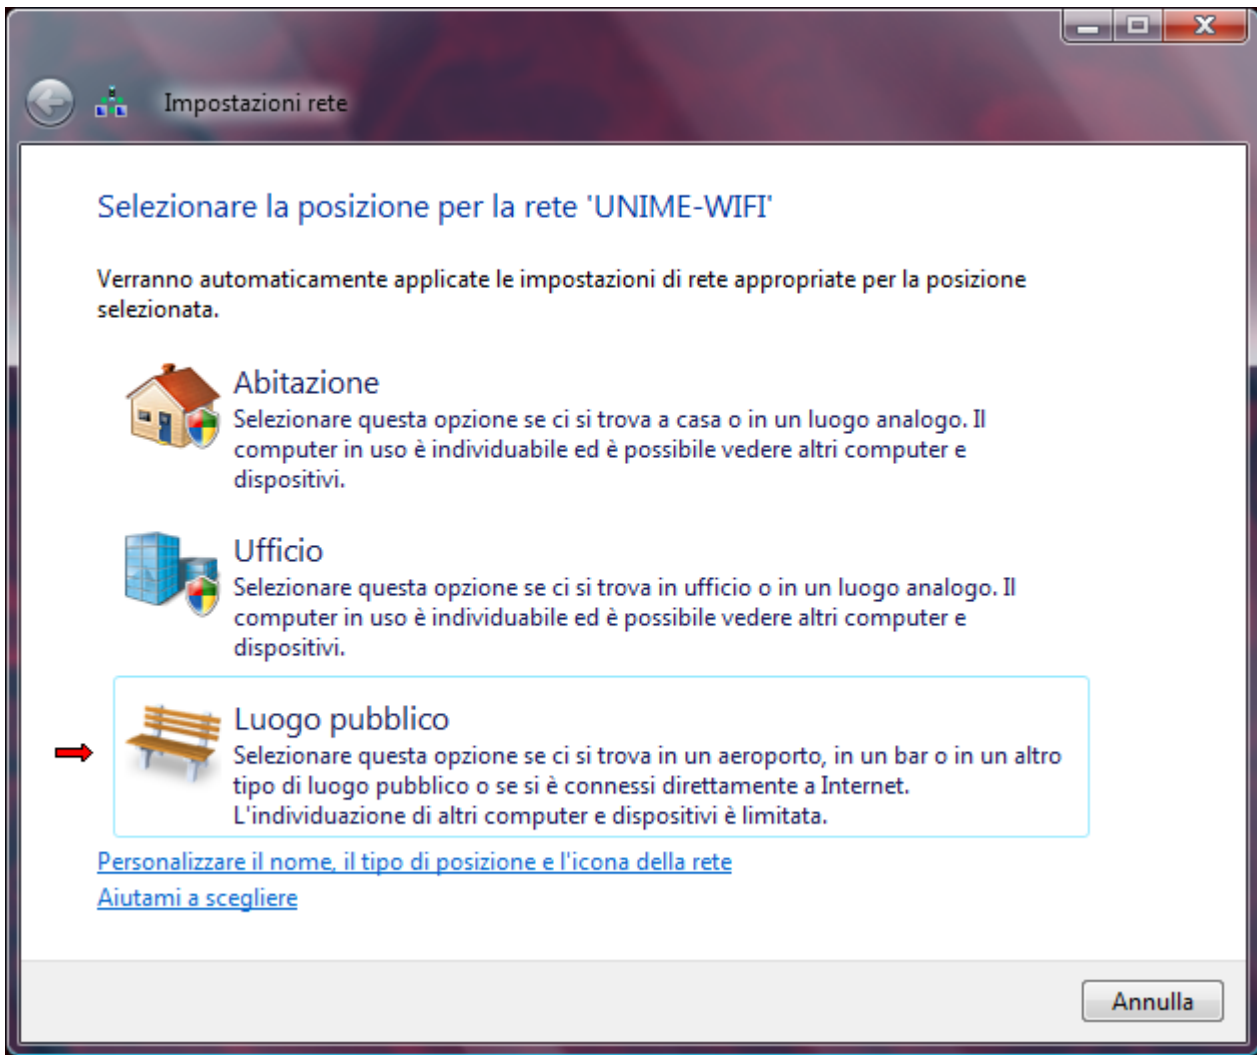 Impostazioni rete
Selezionare la posizione per la rete 'UNIME-WIFI'
Verranno automaticamente applicate le impostazioni di rete appropriate per la posizione
selezionata.
Abitazione
Selezionare questa opzione se ci si trova a casa o in un luogo analogo. Il
computer in uso è individuabile ed è possibile vedere altri computer e
dispositivi.
Ufficio
Selezionare questa opzione se ci si trova in ufficio o in un luogo analogo. Il
computer in uso è individuabile ed è possibile vedere altri computer e
dispositivi.
Luogo pubblico
Selezionare questa opzione se ci si trova in un aeroporto, in un bar o in un altro
tipo di luogo pubblico o se si è connessi direttamente a Internet.
L'individuazione di altri computer e dispositivi è limitata.
Personalizzare il nome, il tipo di posizione e l'icona della rete
Aiutami a scegliere
Annulla